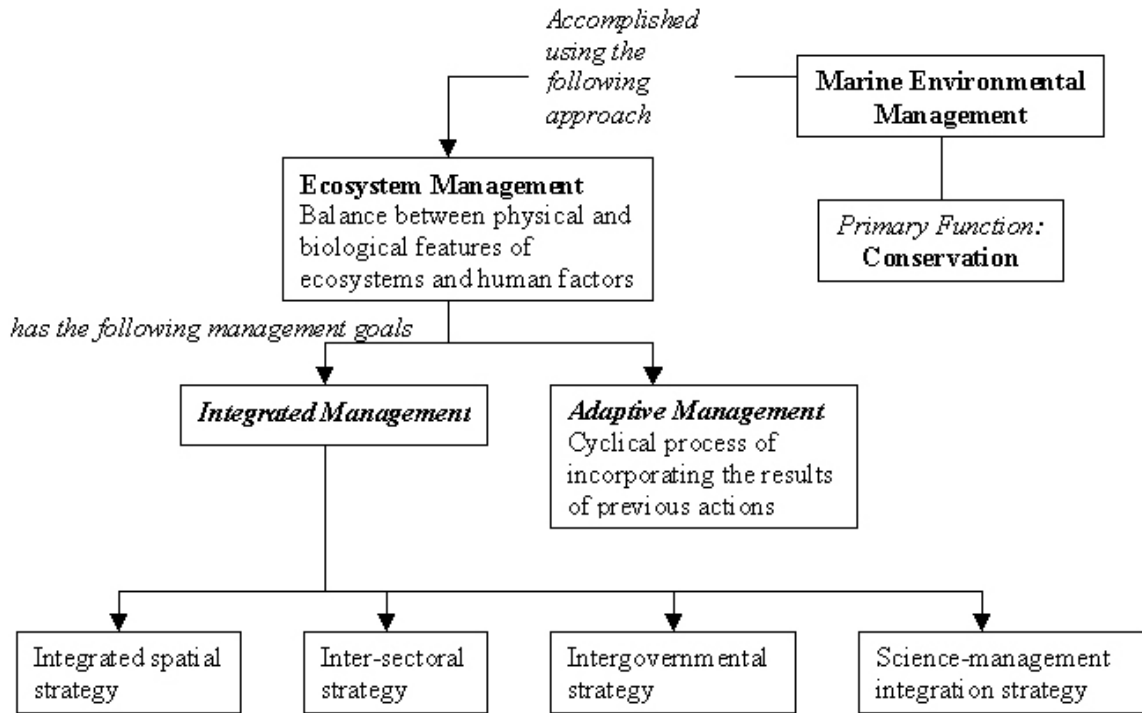 Accomplished
using the
following
approach
Marine Environmental
Management
Primary Function:
Conservation
Ecosystem Management
Balance between physical and
biological features of
ecosystems and human factors
has the following management goals
Integrated Management
Adaptive Management
Cyclical process of
incorporating the results
of previous actions
Integrated spatial
strategy
Inter-sectoral
strategy
Intergovernmental
strategy
Science-management
integration strategy